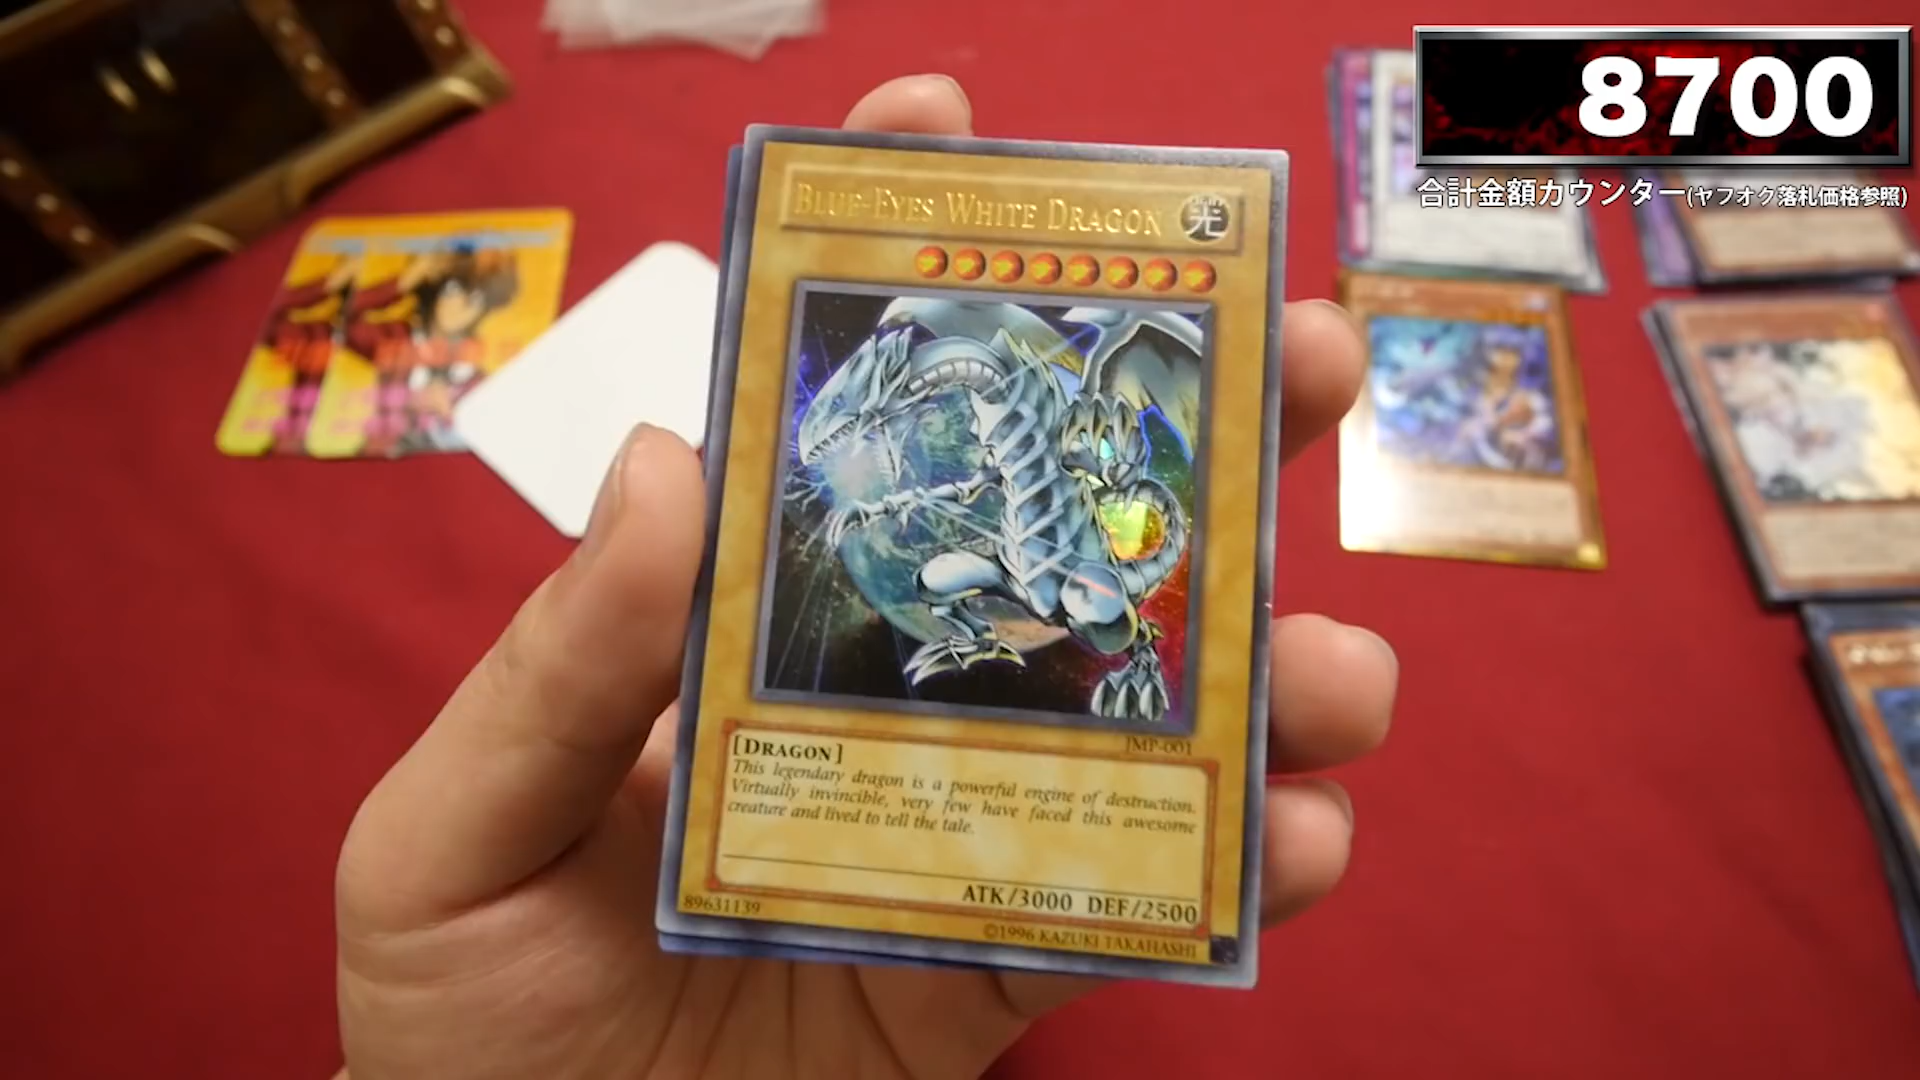 8700
合計金額カウンター(ヤフオク落札価格参照)
BLUE-EYES WHITE DRAGON
光
JMP-001
[DRAGON]
This legendary dragon is a powerful engine of destruction.
Virtually invincible, very few have faced this awesome
creature and lived to tell the tale.
ATK/3000 DEF/2500
89631139
©1996 KAZUKI TAKAHASHI